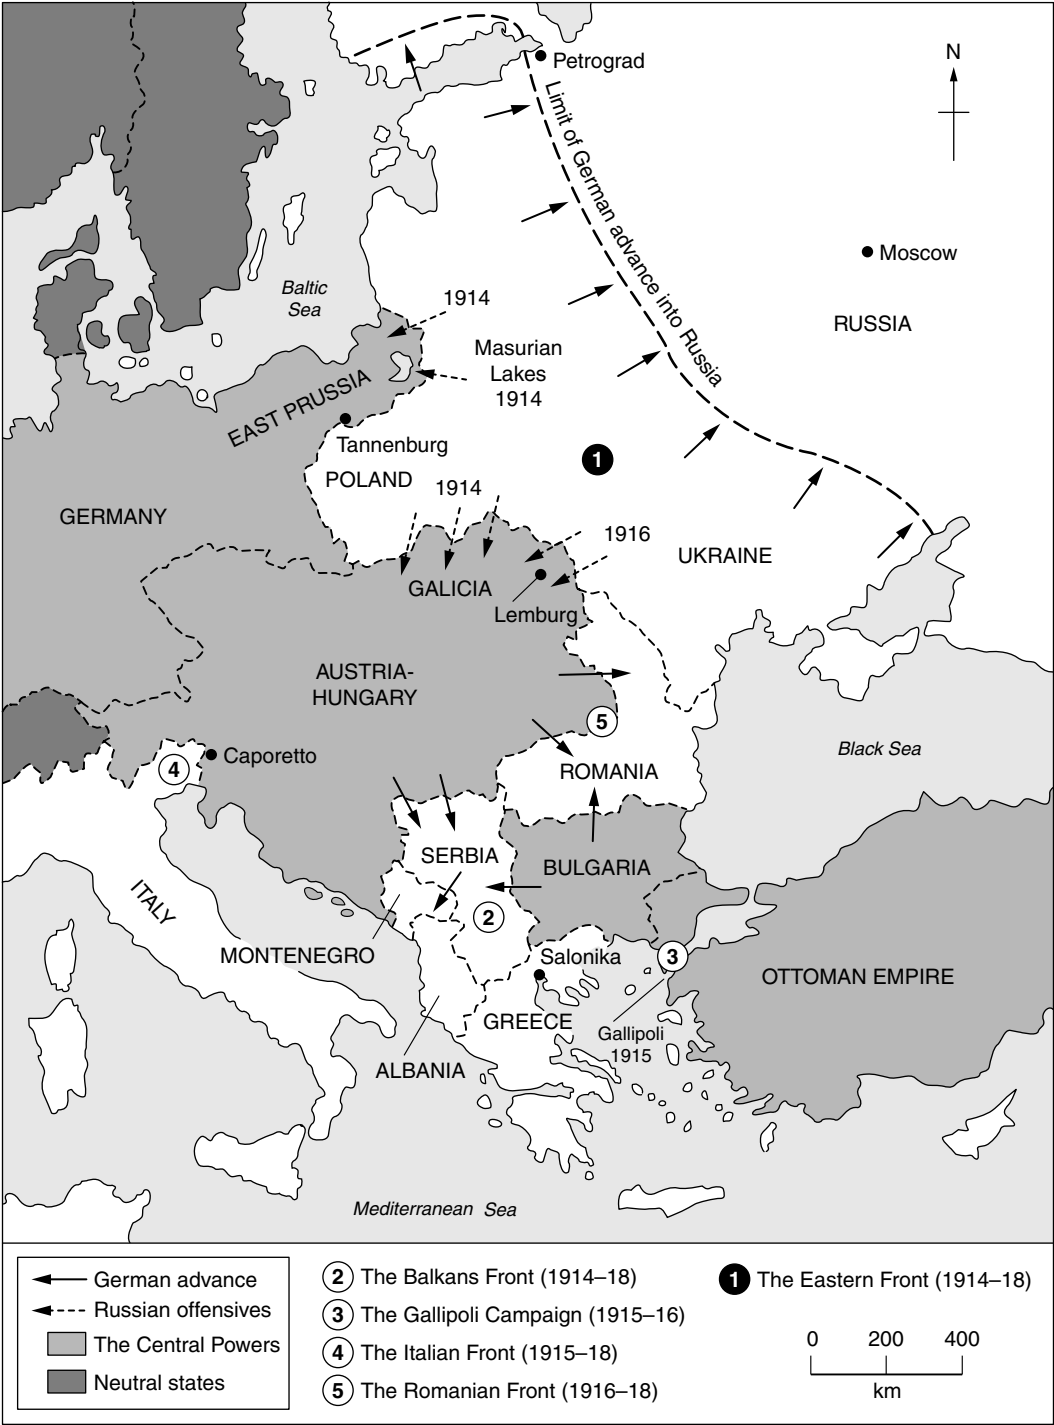 N
Petrograd
Limit of German advance into Russia
Moscow
RUSSIA
Baltic
Sea
1914
Masurian
Lakes
1914
EAST PRUSSIA
Tannenburg
POLAND
1914
1
GERMANY
1916
UKRAINE
GALICIA
Lemburg
AUSTRIA-
HUNGARY
5
Black Sea
Caporetto
4
ROMANIA
SERBIA
BULGARIA
ITALY
2
MONTENEGRO
Salonika
3
OTTOMAN EMPIRE
GREECE
Gallipoli
1915
ALBANIA
Mediterranean Sea
German advance
Russian offensives
The Central Powers
Neutral states
2 The Balkans Front (1914–18)
3 The Gallipoli Campaign (1915–16)
4 The Italian Front (1915–18)
5 The Romanian Front (1916–18)
1 The Eastern Front (1914–18)
0 200 400
km